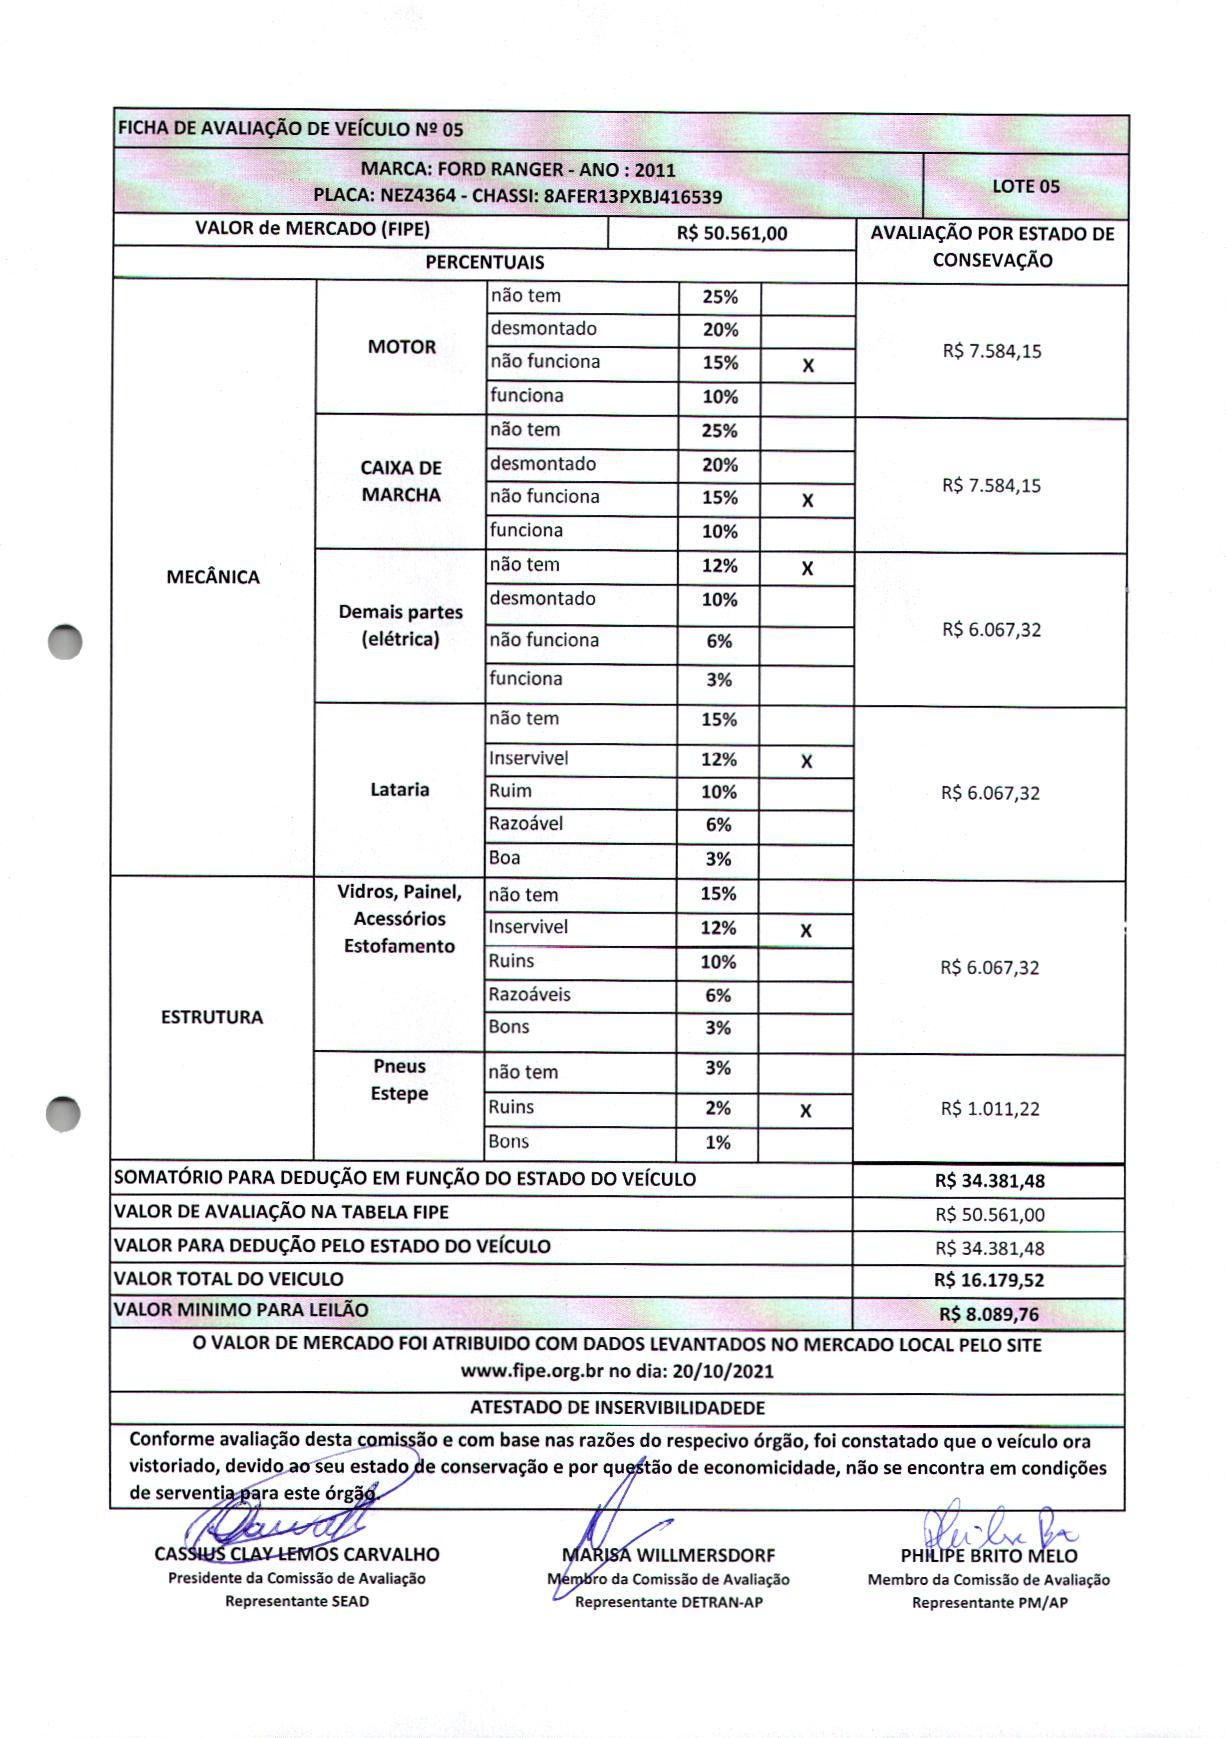 FICHA DE AVALIAÇÃO DE VEÍCULO Nº 05
MARCA: FORD RANGER - ANO : 2011
PLACA: NEZ4364 - CHASSI: 8AFER13PXBJ416539
LOTE 05
VALOR de MERCADO (FIPE)
R$ 50.561,00
AVALIAÇÃO POR ESTADO DE
CONSEVAÇÃO
PERCENTUAIS
MECÂNICA
MOTOR
não tem 25%
desmontado 20%
não funciona 15% X
funciona 10%
R$ 7.584,15
CAIXA DE
MARCHA
não tem 25%
desmontado 20%
não funciona 15% X
funciona 10%
R$ 7.584,15
Demais partes
(elétrica)
não tem 12% X
desmontado 10%
não funciona 6%
funciona 3%
R$ 6.067,32
Lataria
não tem 15%
Inservivel 12% X
Ruim 10%
Razoável 6%
Boa 3%
R$ 6.067,32
ESTRUTURA
Vidros, Painel,
Acessórios
Estofamento
não tem 15%
Inservivel 12% X
Ruins 10%
Razoáveis 6%
Bons 3%
R$ 6.067,32
Pneus
Estepe
não tem 3%
Ruins 2% X
Bons 1%
R$ 1.011,22
SOMATÓRIO PARA DEDUÇÃO EM FUNÇÃO DO ESTADO DO VEÍCULO R$ 34.381,48
VALOR DE AVALIAÇÃO NA TABELA FIPE R$ 50.561,00
VALOR PARA DEDUÇÃO PELO ESTADO DO VEÍCULO R$ 34.381,48
VALOR TOTAL DO VEICULO R$ 16.179,52
VALOR MINIMO PARA LEILÃO R$ 8.089,76
O VALOR DE MERCADO FOI ATRIBUIDO COM DADOS LEVANTADOS NO MERCADO LOCAL PELO SITE
www.fipe.org.br no dia: 20/10/2021
ATESTADO DE INSERVIBILIDADEDE
Conforme avaliação desta comissão e com base nas razões do respecivo órgão, foi constatado que o veículo ora
vistoriado, devido ao seu estado de conservação e por questão de economicidade, não se encontra em condições
de serventia para este órgão.
CASSIUS CLAY LEMOS CARVALHO
Presidente da Comissão de Avaliação
Representante SEAD
MARISA WILLMERSDORF
Membro da Comissão de Avaliação
Representante DETRAN-AP
PHILIPE BRITO MELO
Membro da Comissão de Avaliação
Representante PM/AP